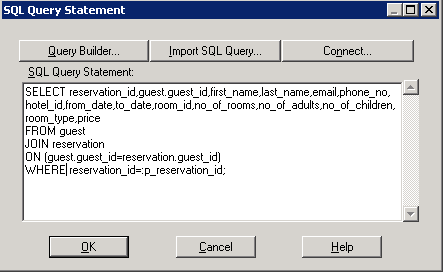 SQL Query Statement
Query Builder... Import SQL Query... Connect...
SQL Query Statement:
SELECT reservation_id,guest.guest_id,first_name,last_name,email,phone_no,
hotel_id,from_date,to_date,room_id,no_of_rooms,no_of_adults,no_of_children,
room_type,price
FROM guest
JOIN reservation
ON (guest.guest_id=reservation.guest_id)
WHERE reservation_id=:p_reservation_id;
OK Cancel Help